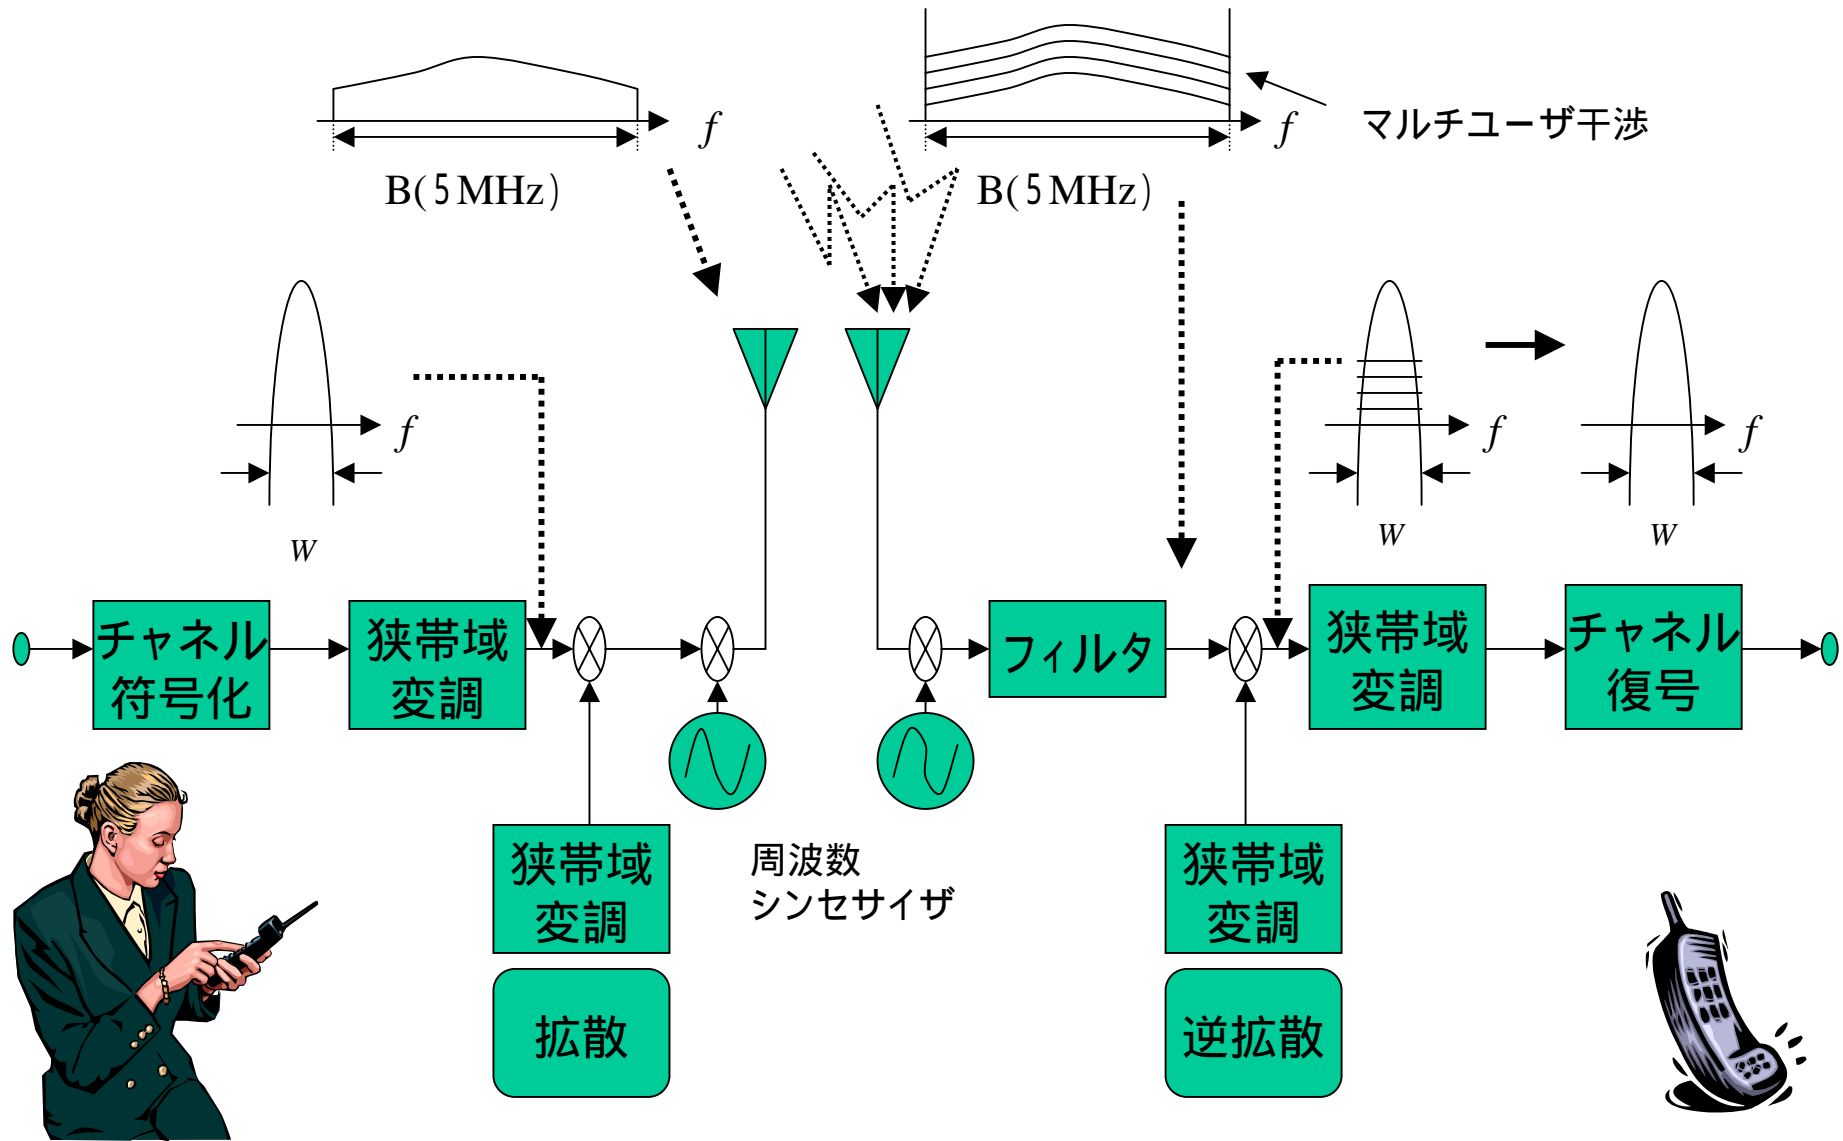 f
f
マルチユーザ干渉
B(5MHz)
B(5MHz)
f
f
f
W
W
W
チャネル
符号化
狭帯域
変調
フィルタ
狭帯域
変調
チャネル
復号
狭帯域
変調
周波数
シンセサイザ
狭帯域
変調
拡散
逆拡散